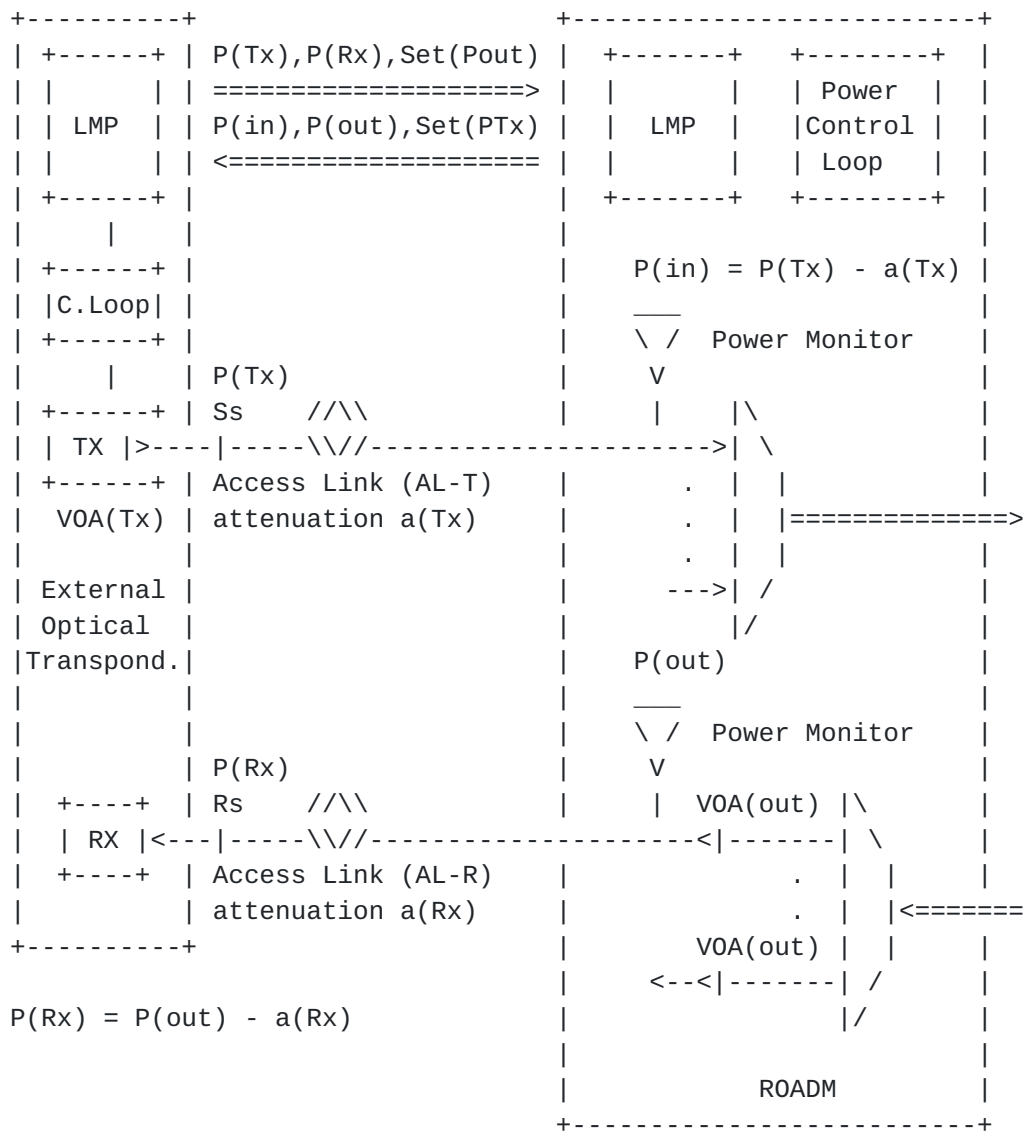 P(Tx),P(Rx),Set(Pout)
Power
LMP P(in),P(out),Set(PTx) LMP Control
Loop
P(in) = P(Tx) - a(Tx)
C.Loop
Power Monitor
P(Tx)
Ss
TX
Access Link (AL-T)
VOA(Tx) attenuation a(Tx)
External
Optical
Transpond. P(out)
Power Monitor
P(Rx)
Rs VOA(out)
RX
Access Link (AL-R)
attenuation a(Rx)
VOA(out)
P(Rx) = P(out) - a(Rx)
ROADM